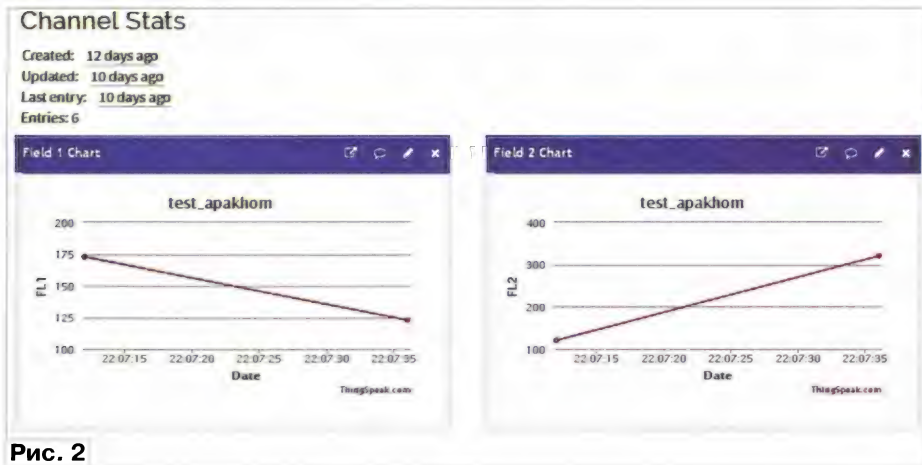 Channel Stats
Created: 12 days ago
Updated: 10 days ago
Last entry: 10 days ago
Entries: 6
Field 1 Chart
test_apakhom
200
175
150
125
100
FL1
22:07:15 22:07:20 22:07:25 22:07:30 22:07:35
Date
ThingSpeak.com
Field 2 Chart
test_apakhom
400
300
200
100
FL2
22:07:15 22:07:20 22:07:25 22:07:30 22:07:35
Date
ThingSpeak.com
Рис. 2